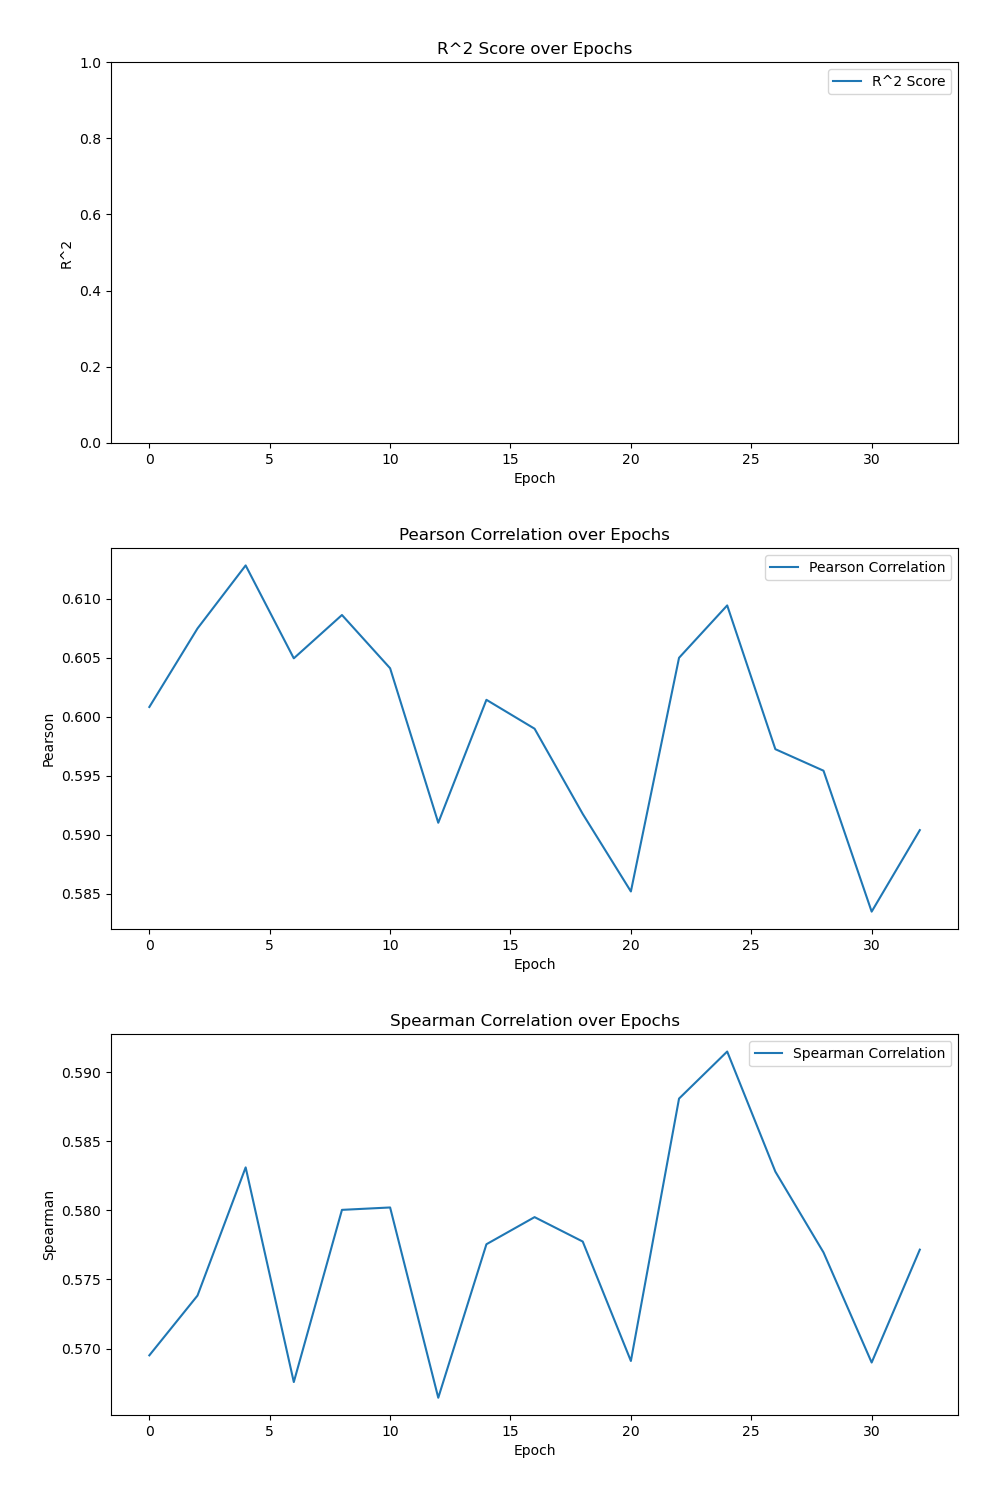 R^2 Score over Epochs
1.0
R^2 Score
0.8
0.6
R^2
0.4
0.2
0.0
0 5 10 15 20 25 30
Epoch
Pearson Correlation over Epochs
Pearson Correlation
0.610
0.605
0.600
Pearson
0.595
0.590
0.585
0 5 10 15 20 25 30
Epoch
Spearman Correlation over Epochs
Spearman Correlation
0.590
0.585
0.580
Spearman
0.575
0.570
0 5 10 15 20 25 30
Epoch